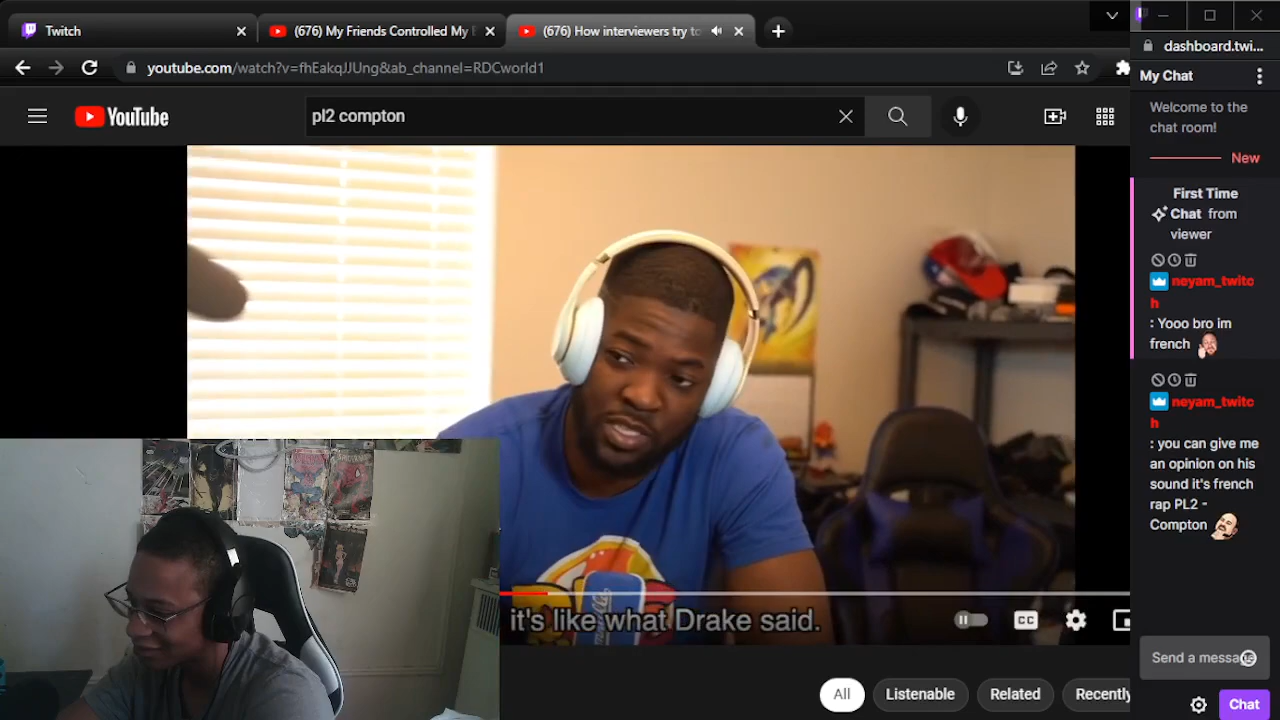 Twitch
(676) My Friends Controlled My
(676) How interviewers try to
youtube.com/watch?v=fhEakqJJUng&ab_channel=RDCworld1
dashboard.twi...
YouTube
pl2 compton
My Chat
Welcome to the
chat room!
New
First Time
Chat from
viewer
neyam_twitc
h
: Yooo bro im
french
neyam_twitc
h
: you can give me
an opinion on his
sound it's french
rap PL2 -
Compton
it's like what Drake said.
CC
Send a message
All
Listenable
Related
Recently
Chat